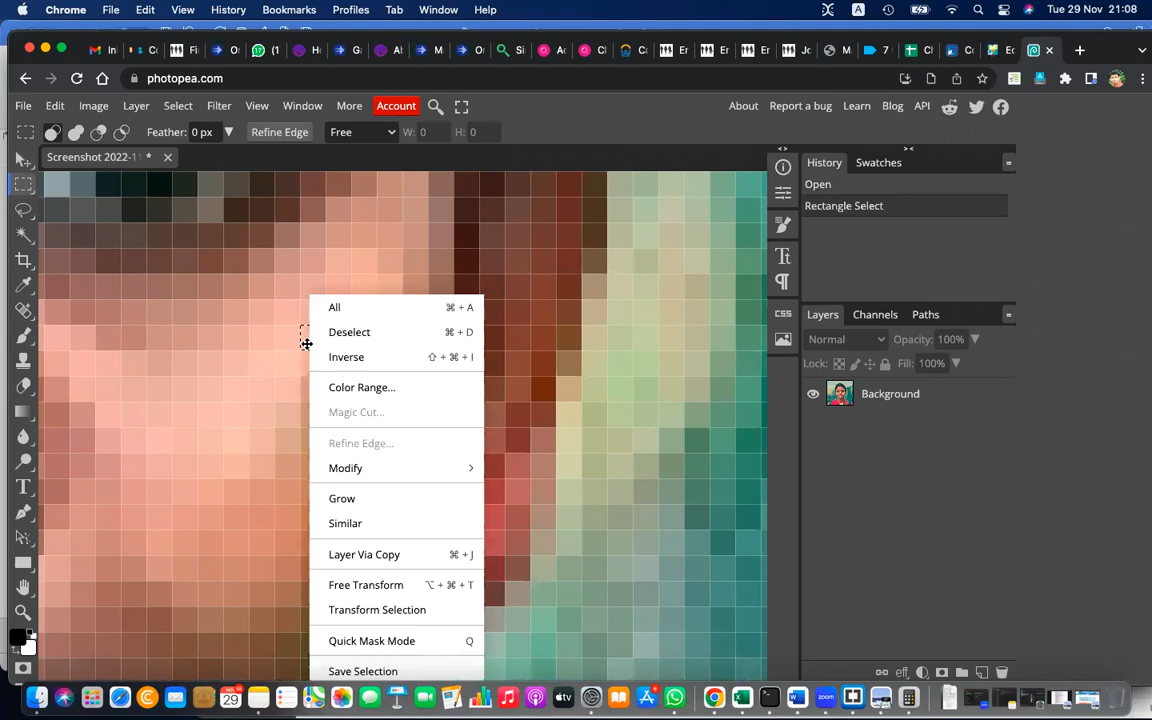 Chrome File Edit View History Bookmarks Profiles Tab Window Help A Tue 29 Nov 21:08
photopea.com
File Edit Image Layer Select Filter View Window More Account About Report a bug Learn Blog API
Feather: 0 px Refine Edge Free W: 0 H: 0
Screenshot 2022-1 *
History Swatches
Open
Rectangle Select
All ⌘ + A
Deselect ⌘ + D
Inverse ⇧ + ⌘ + I
Color Range...
Magic Cut...
Refine Edge...
Modify
Grow
Similar
Layer Via Copy ⌘ + J
Free Transform ⌥ + ⌘ + T
Transform Selection
Quick Mask Mode Q
Save Selection
CSS
Layers Channels Paths
Normal Opacity: 100%
Lock: Fill: 100%
Background
eff